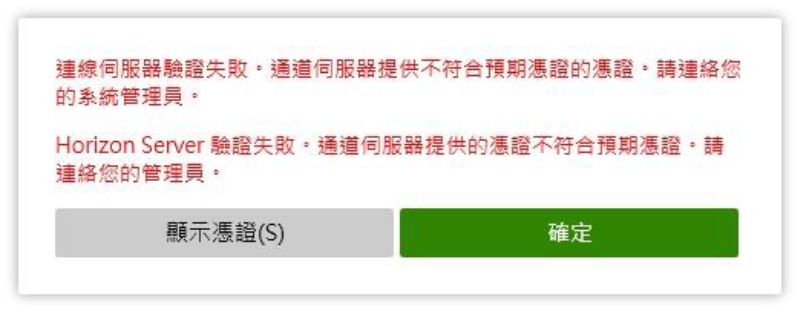 連線伺服器驗證失敗。通道伺服器提供不符合預期憑證的憑證。請連絡您
的系統管理員。
Horizon Server 驗證失敗。通道伺服器提供的憑證不符合預期憑證。請
連絡您的管理員。
顯示憑證(S)
確定